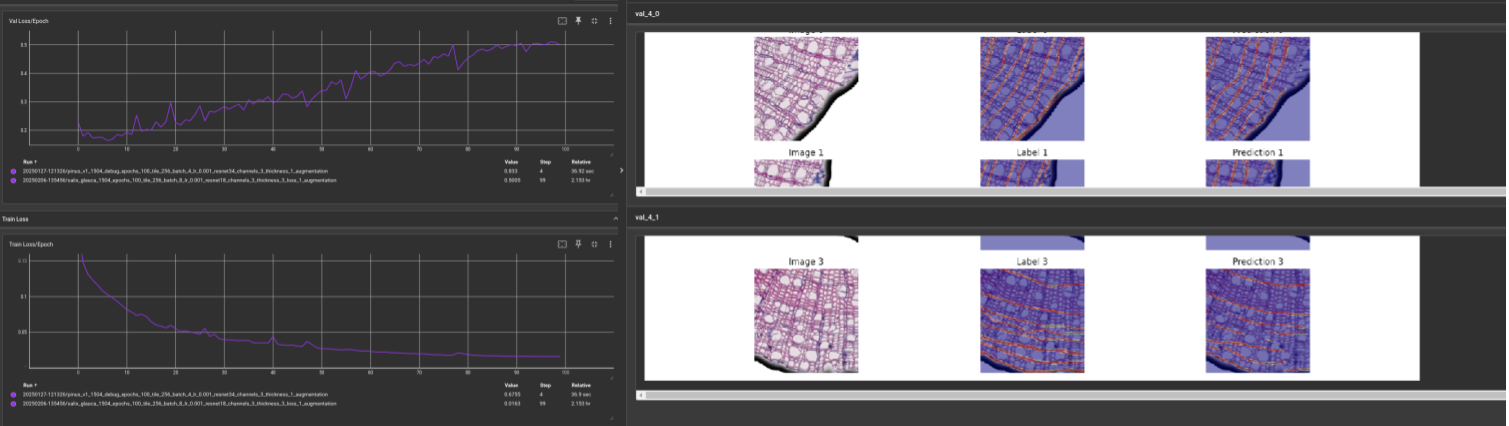 Val Loss/Epoch
0.5
0.4
0.3
0.2
0 10 20 30 40 50 60 70 80 90 100
Run ↑ Value Step Relative
20250127-121326/pinus_v1_1504_debug_epochs_100_tile_256_batch_4_lr_0.001_resnet34_channels_3_thickness_1_augmentation 0.833 4 36.92 sec
20250206-135456/salix_glauca_1504_epochs_100_tile_256_batch_8_lr_0.001_resnet18_channels_3_thickness_3_loss_1_augmentation 0.5005 99 2.153 hr
Train Loss
Train Loss/Epoch
0.15
0.1
0.05
0 10 20 30 40 50 60 70 80 90 100
Run ↑ Value Step Relative
20250127-121326/pinus_v1_1504_debug_epochs_100_tile_256_batch_4_lr_0.001_resnet34_channels_3_thickness_1_augmentation 0.6755 4 36.9 sec
20250206-135456/salix_glauca_1504_epochs_100_tile_256_batch_8_lr_0.001_resnet18_channels_3_thickness_3_loss_1_augmentation 0.0163 99 2.153 hr
val_4_0
Image 1 Label 1 Prediction 1
val_4_1
Image 3 Label 3 Prediction 3